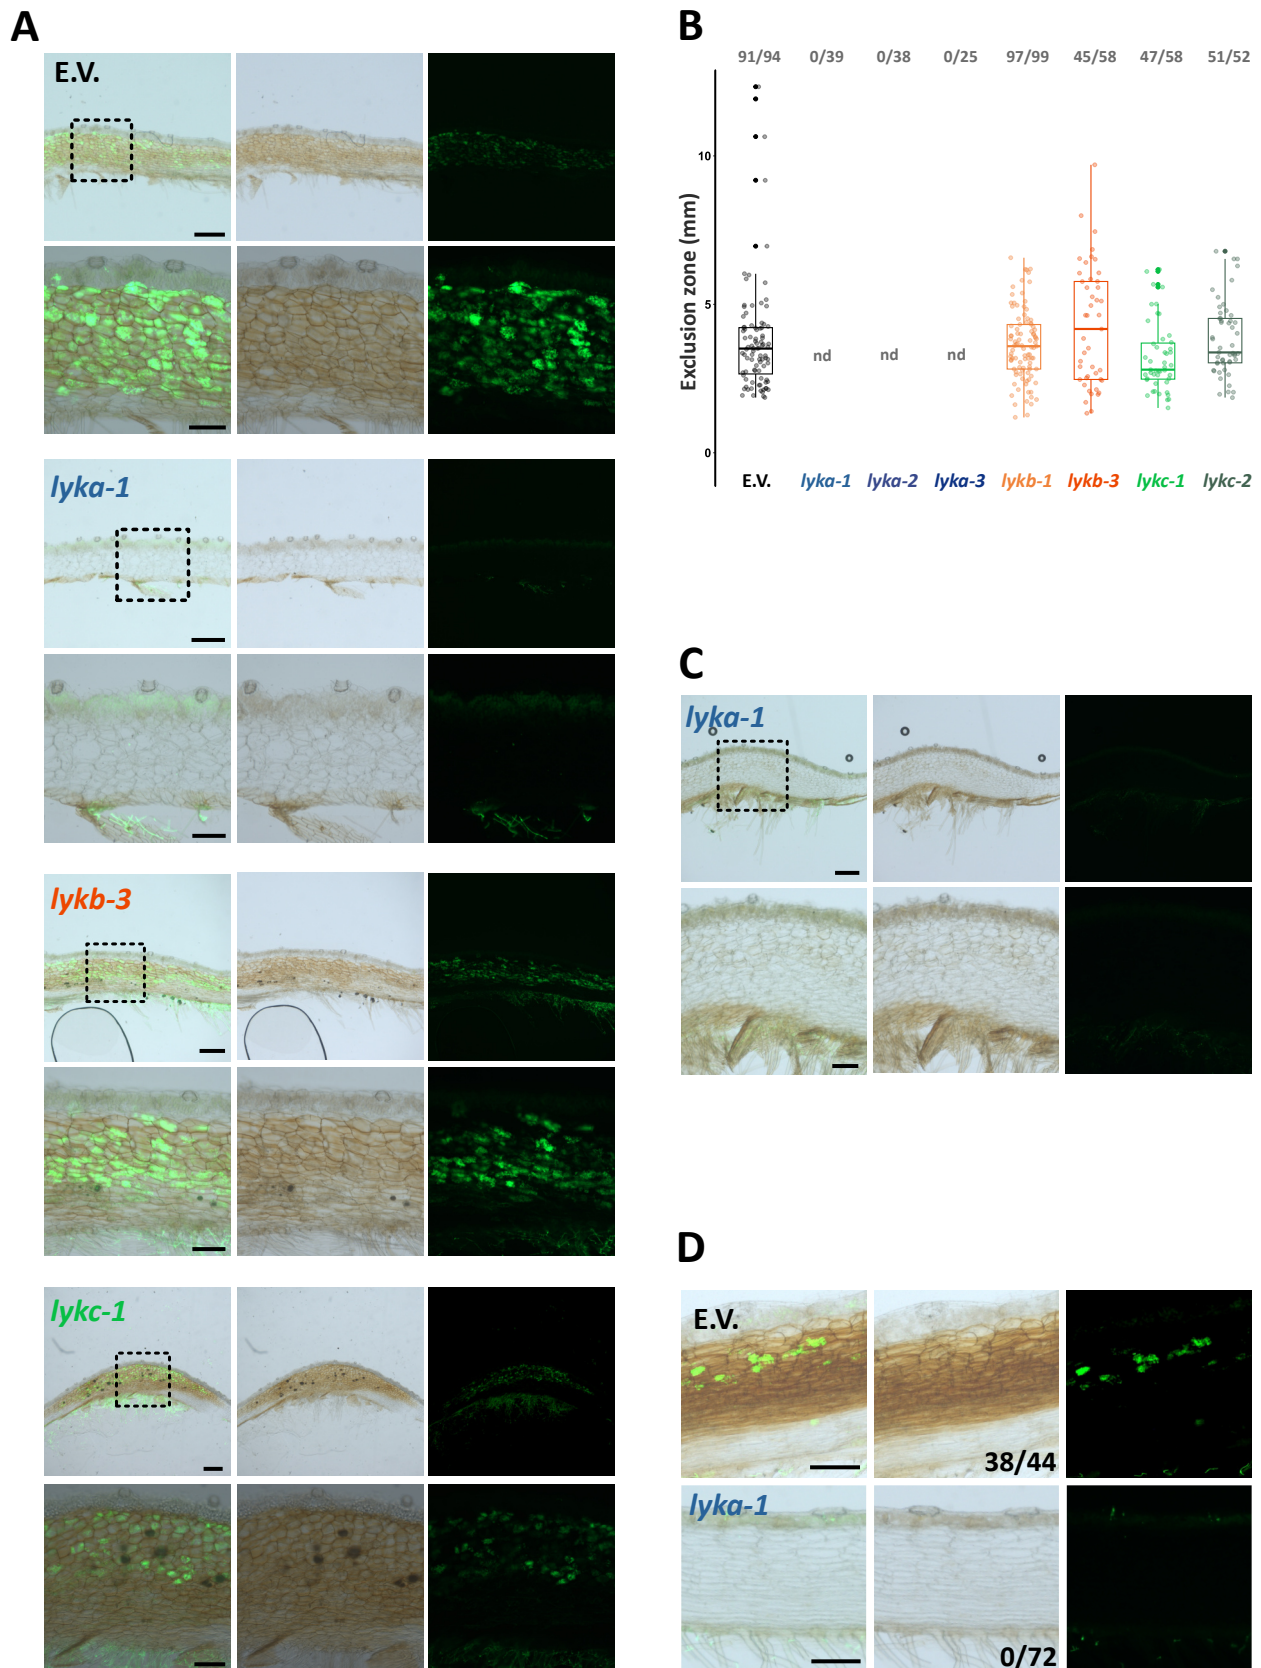 A
E.V.
lyka-1
lykb-3
lykc-1
B
91/94 0/39 0/38 0/25 97/99 45/58 47/58 51/52
Exclusion zone (mm)
10
5
0
nd nd nd
E.V. lyka-1 lyka-2 lyka-3 lykb-1 lykb-3 lykc-1 lykc-2
C
lyka-1
D
E.V.
38/44
lyka-1
0/72